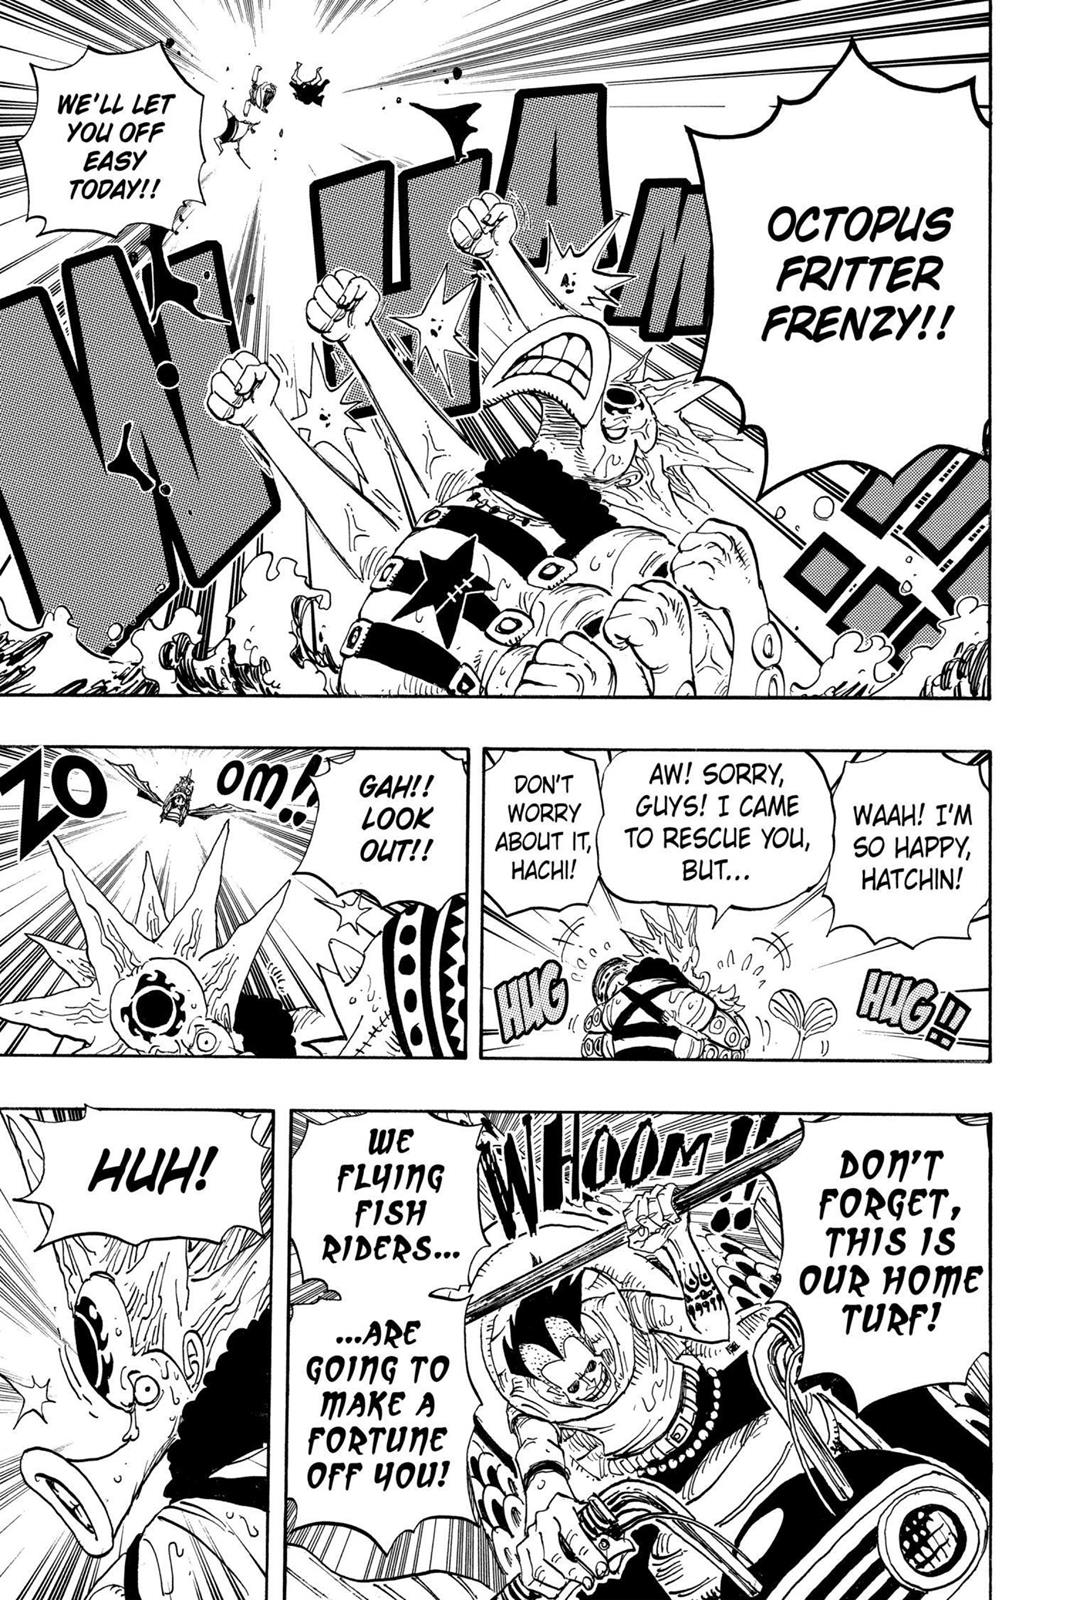 OCTOPUS
FRITTER
FRENZY!!
WE'LL LET
YOU OFF
EASY
TODAY!!
WHAM
WAAH! I'M
SO HAPPY,
HATCHIN!
AW! SORRY,
GUYS! I CAME
TO RESCUE YOU,
BUT...
DON'T
WORRY
ABOUT IT,
HACHI!
HUG
HUG!!
GAH!!
LOOK
OUT!!
ZOOM!!
DON'T
FORGET,
THIS IS
OUR HOME
TURF!
WHOOM!!
WE
FLYING
FISH
RIDERS...
...ARE
GOING TO
MAKE A
FORTUNE
OFF YOU!
HUH!